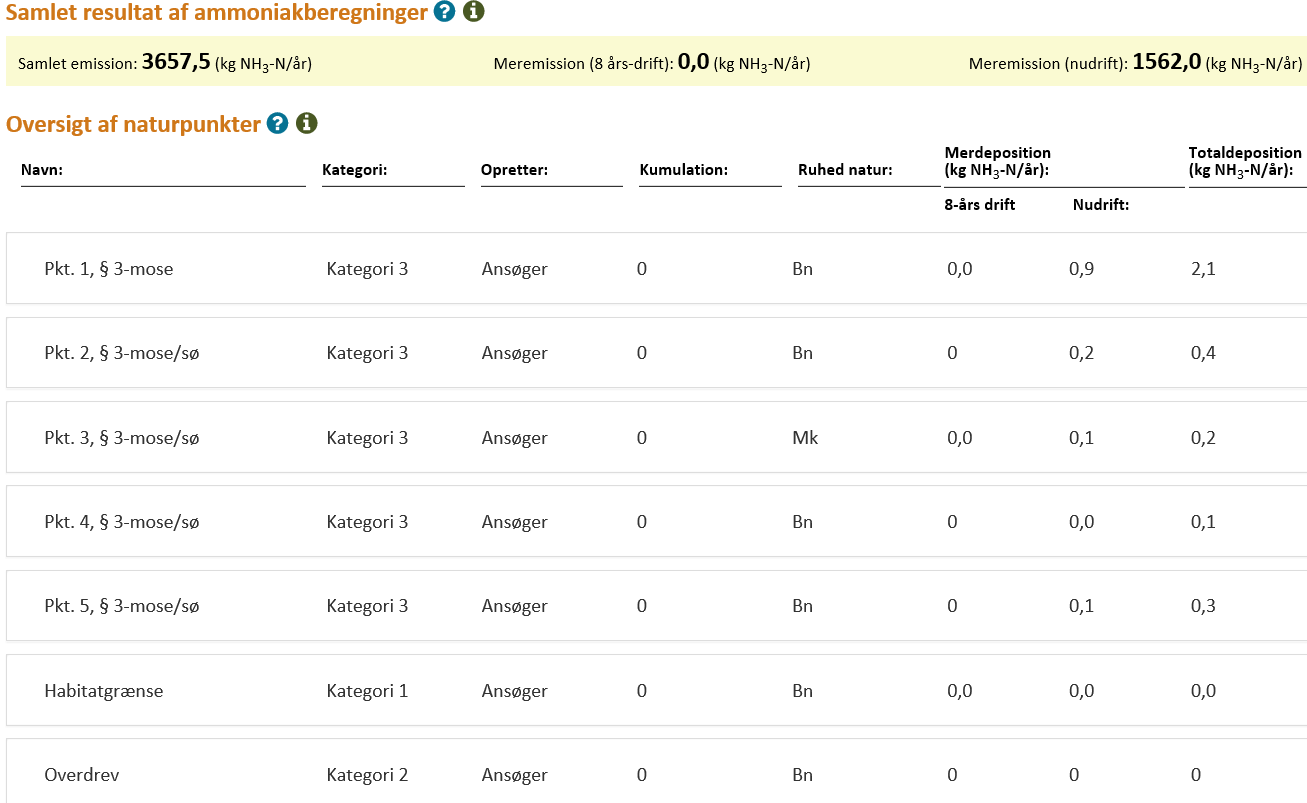 Samlet resultat af ammoniakberegninger ? i
Samlet emission: 3657,5 (kg NH₃-N/år) Meremission (8 års-drift): 0,0 (kg NH₃-N/år) Meremission (nudrift): 1562,0 (kg NH₃-N/år)
Oversigt af naturpunkter ? i
Navn: Kategori: Opretter: Kumulation: Ruhed natur: Merdeposition (kg NH₃-N/år): Totaldeposition (kg NH₃-N/år):
8-års drift Nudrift:
Pkt. 1, § 3-mose Kategori 3 Ansøger 0 Bn 0,0 0,9 2,1
Pkt. 2, § 3-mose/sø Kategori 3 Ansøger 0 Bn 0 0,2 0,4
Pkt. 3, § 3-mose/sø Kategori 3 Ansøger 0 Mk 0,0 0,1 0,2
Pkt. 4, § 3-mose/sø Kategori 3 Ansøger 0 Bn 0 0,0 0,1
Pkt. 5, § 3-mose/sø Kategori 3 Ansøger 0 Bn 0 0,1 0,3
Habitatgrænse Kategori 1 Ansøger 0 Bn 0,0 0,0 0,0
Overdrev Kategori 2 Ansøger 0 Bn 0 0 0